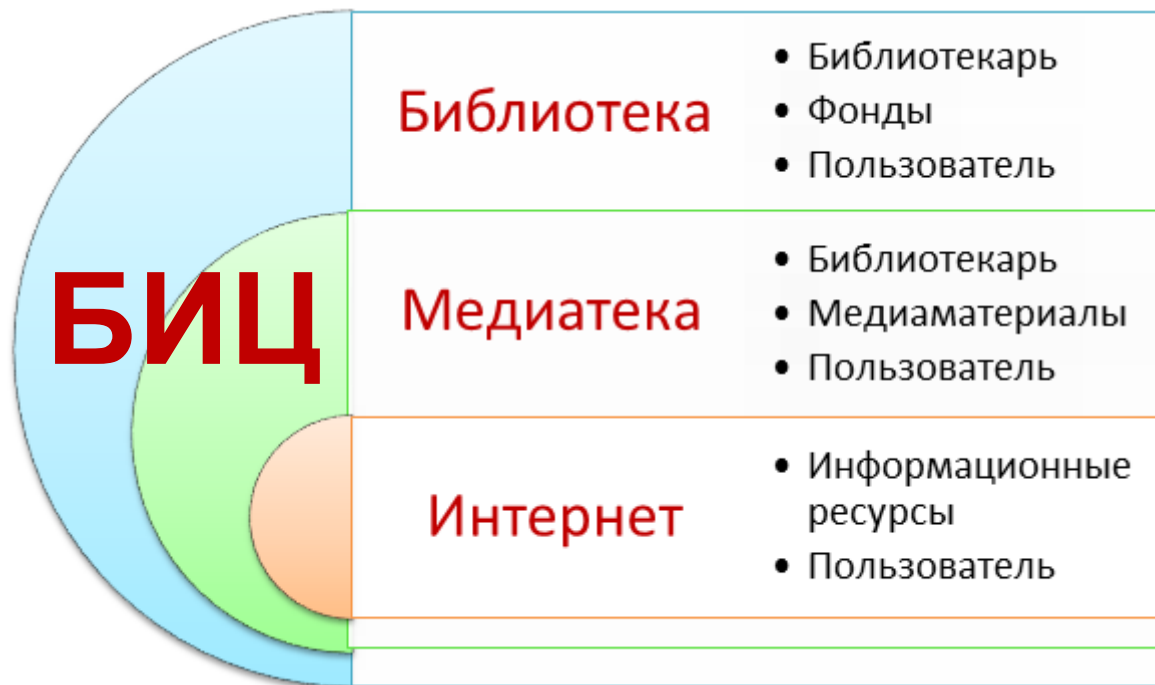 БИЦ
Библиотека
• Библиотекарь
• Фонды
• Пользователь
Медиатека
• Библиотекарь
• Медиаматериалы
• Пользователь
Интернет
• Информационные
ресурсы
• Пользователь